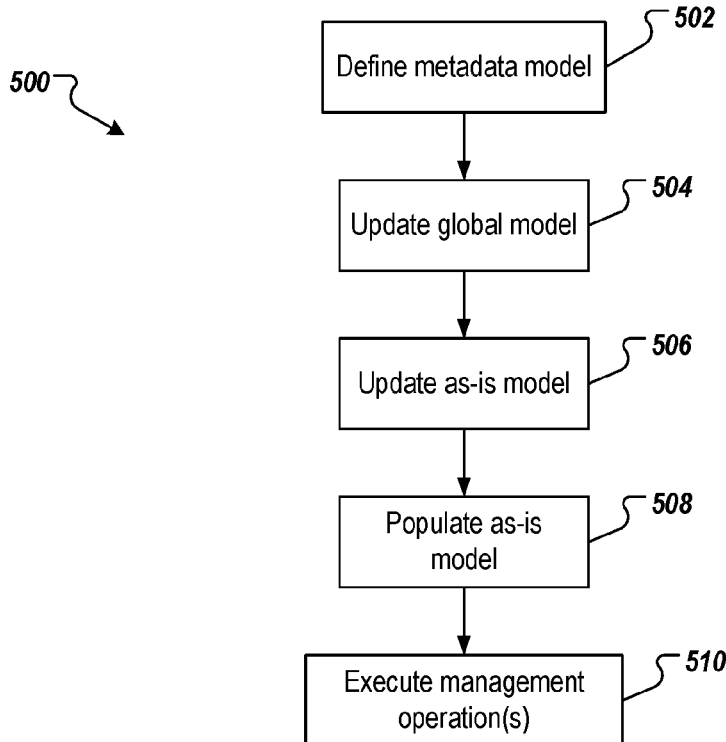 502
Define metadata model
500
504
Update global model
506
Update as-is model
508
Populate as-is
model
510
Execute management
operation(s)